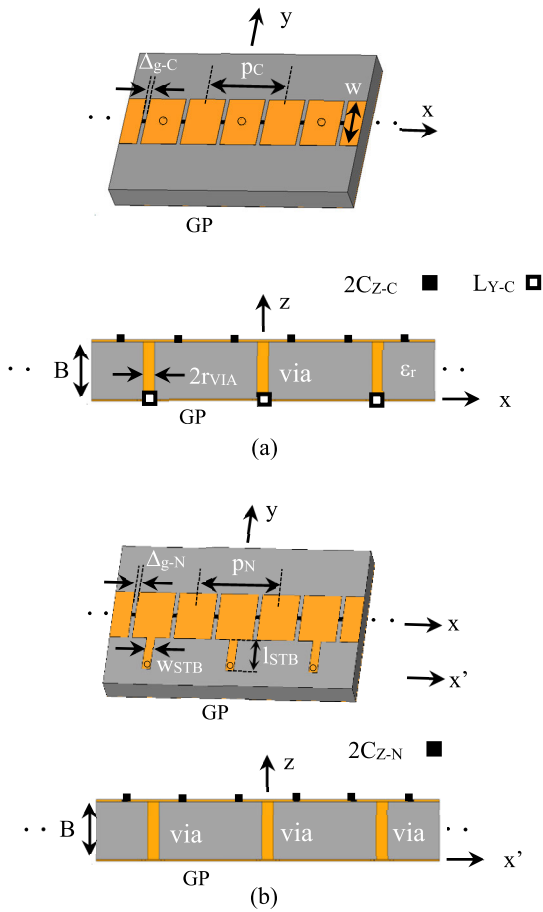 y
Δg-C
pC
w
x
GP
2CZ-C LY-C
z
B
2rVIA via εr
GP
x
(a)
y
Δg-N
pN
x
wSTB lSTB
x'
GP
2CZ-N
z
B
via via via
GP
x'
(b)